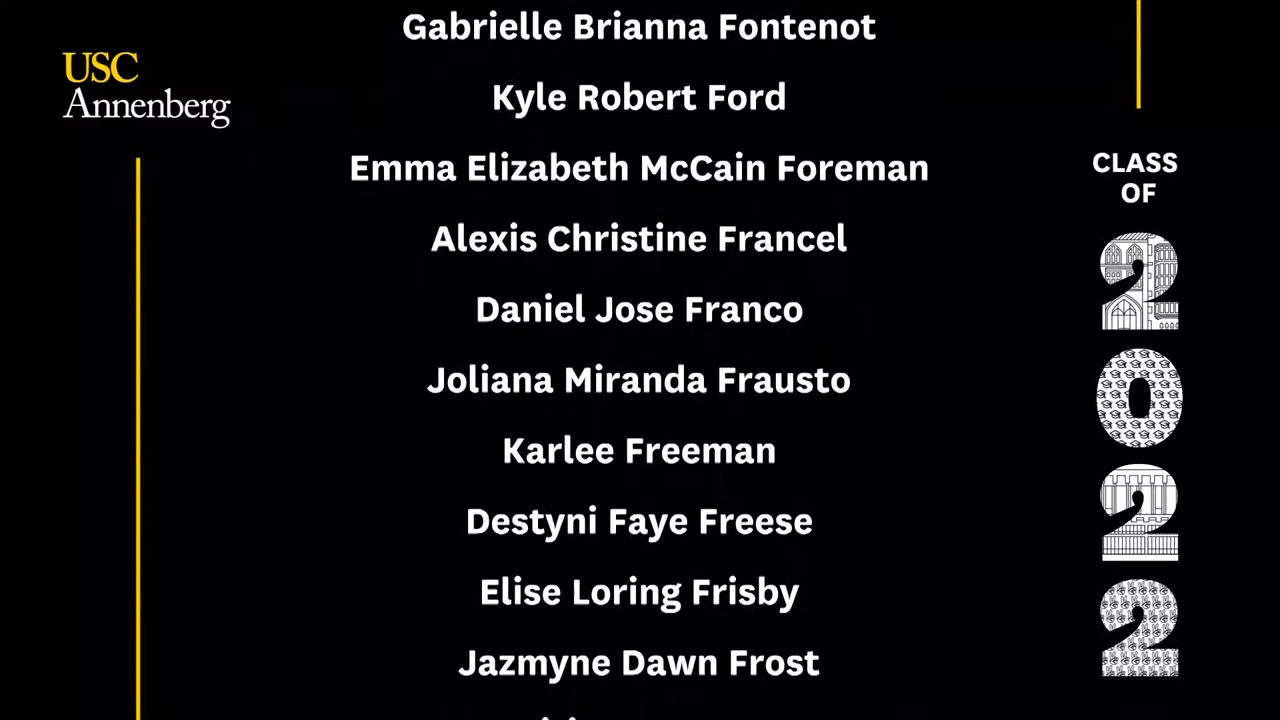 USC
Annenberg
Gabrielle Brianna Fontenot
Kyle Robert Ford
Emma Elizabeth McCain Foreman
Alexis Christine Francel
Daniel Jose Franco
Joliana Miranda Frausto
Karlee Freeman
Destyni Faye Freese
Elise Loring Frisby
Jazmyne Dawn Frost
CLASS
OF
2
0
2
2